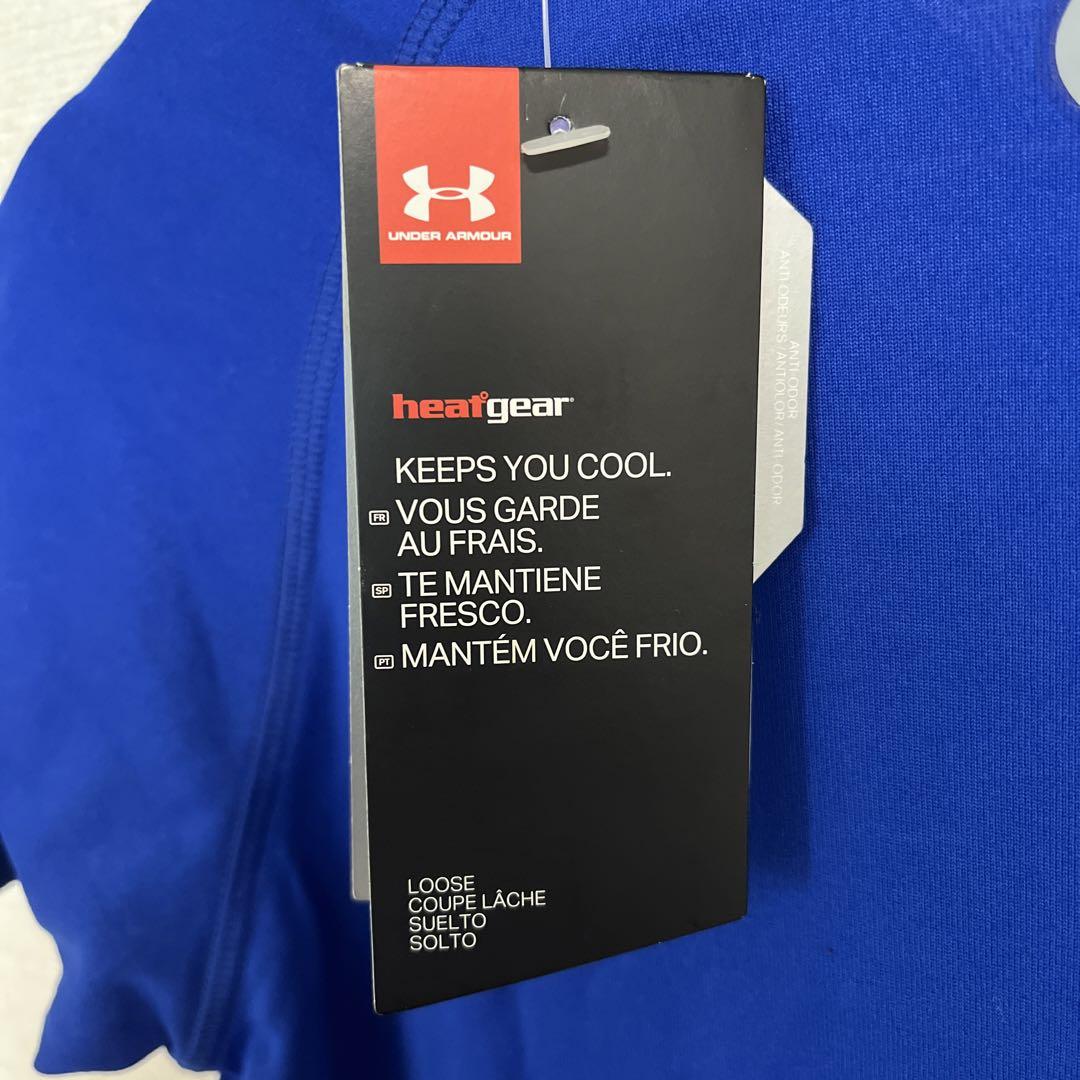 UNDER ARMOUR
heatgear
KEEPS YOU COOL.
FR VOUS GARDE
AU FRAIS.
SP TE MANTIENE
FRESCO.
PT MANTÉM VOCÊ FRIO.
LOOSE
COUPE LÂCHE
SUELTO
SOLTO
ANTI-ODOR
ANTI-ODEURS/ANTIOLOR/ANTI-ODOR